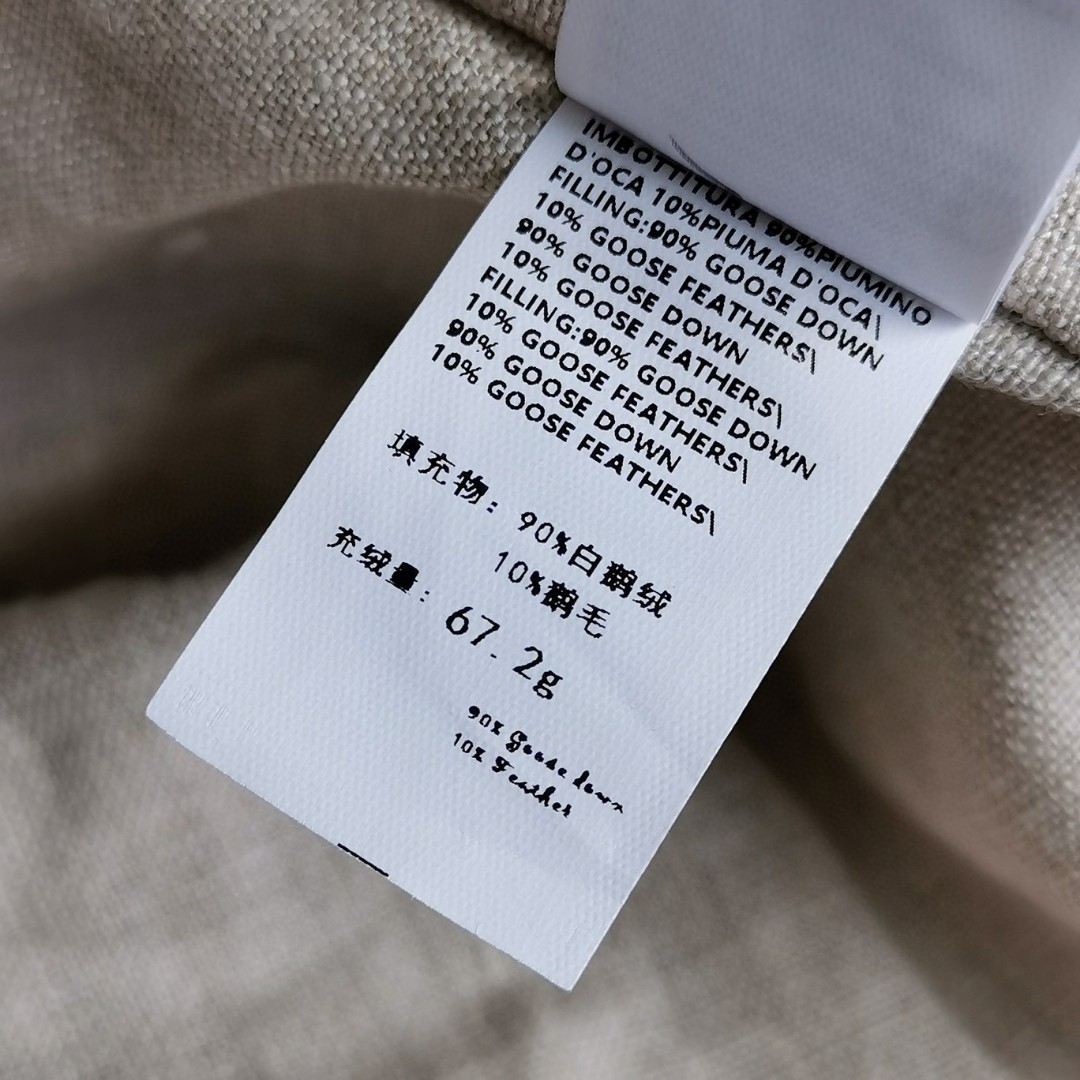 IMBOTTITURA 90%PIUMINO
D'OCA 10%PIUMA D'OCA\
FILLING:90% GOOSE DOWN
10% GOOSE FEATHERS\
90% GOOSE DOWN
10% GOOSE FEATHERS\
FILLING:90% GOOSE DOWN
10% GOOSE FEATHERS\
90% GOOSE DOWN
10% GOOSE FEATHERS\
填充物：90%白鹅绒
10%鹅毛
充绒量：67.2g
90% Goose down
10% Feather